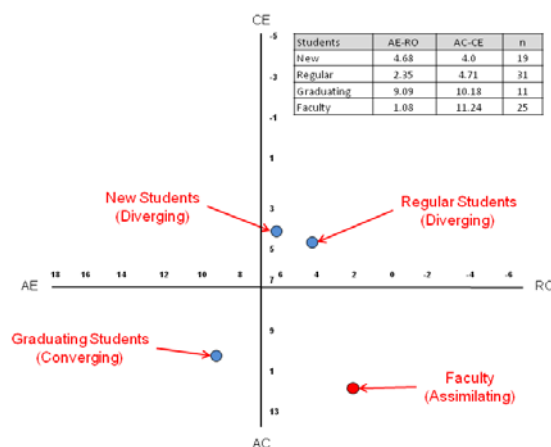 CE
-5
-3
-1
1
3
5
7
9
1
13
AC
Students AE-RO AC-CE n
New 4.68 4.0 19
Regular 2.35 4.71 31
Graduating 9.09 10.18 11
Faculty 1.08 11.24 25
New Students
(Diverging)
Regular Students
(Diverging)
AE
18 16 14 12 10 8 6 4 2 0 -2 -4 -6
RO
Graduating Students
(Converging)
Faculty
(Assimilating)